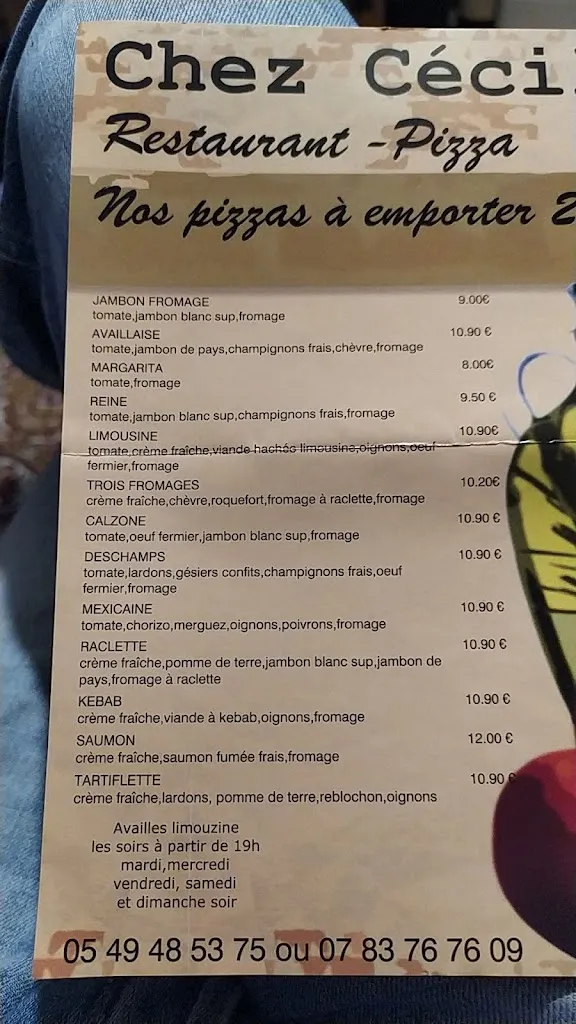 Chez Céci
Restaurant - Pizza
Nos pizzas à emporter 2
JAMBON FROMAGE 9.00€
tomate,jambon blanc sup,fromage
AVAILLAISE 10.90 €
tomate,jambon de pays,champignons frais,chèvre,fromage
MARGARITA 8.00€
tomate,fromage
REINE 9.50 €
tomate,jambon blanc sup,champignons frais,fromage
LIMOUSINE 10.90€
tomate,crème fraîche,viande hachée limousine,oignons,oeuf
fermier,fromage
TROIS FROMAGES 10.20€
crème fraîche,chèvre,roquefort,fromage à raclette,fromage
CALZONE 10.90 €
tomate,oeuf fermier,jambon blanc sup,fromage
DESCHAMPS 10.90 €
tomate,lardons,gésiers confits,champignons frais,oeuf
fermier,fromage
MEXICAINE 10.90 €
tomate,chorizo,merguez,oignons,poivrons,fromage
RACLETTE 10.90 €
crème fraîche,pomme de terre,jambon blanc sup,jambon de
pays,fromage à raclette
KEBAB 10.90 €
crème fraîche,viande à kebab,oignons,fromage
SAUMON 12.00 €
crème fraîche,saumon fumée frais,fromage
TARTIFLETTE 10.90 €
crème fraîche,lardons, pomme de terre,reblochon,oignons
Availles limouzine
les soirs à partir de 19h
mardi,mercredi
vendredi, samedi
et dimanche soir
05 49 48 53 75 ou 07 83 76 76 09